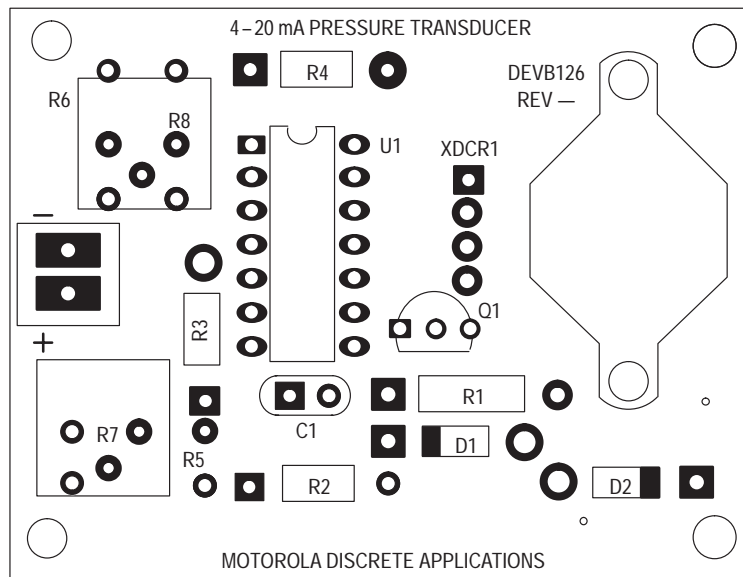 4–20 mA PRESSURE TRANSDUCER
R4
DEVB126
REV —
R6
R8
U1
XDCR1
−
R3
Q1
+
R1
C1
R7
D1
R5
R2
D2
MOTOROLA DISCRETE APPLICATIONS